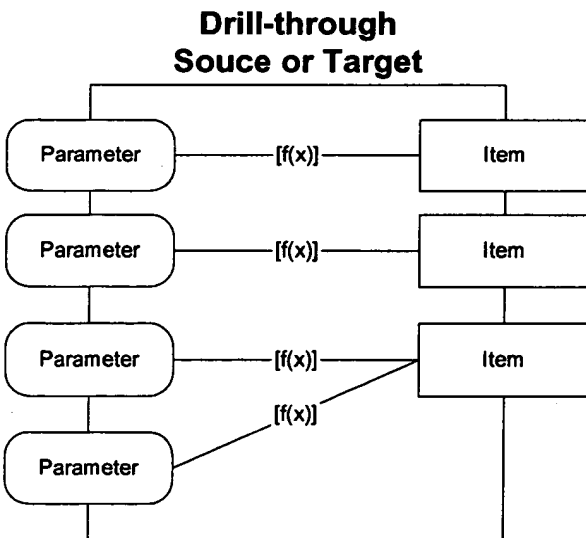 Drill-through
Souce or Target
Parameter [f(x)] Item
Parameter [f(x)] Item
Parameter [f(x)] Item
[f(x)]
Parameter